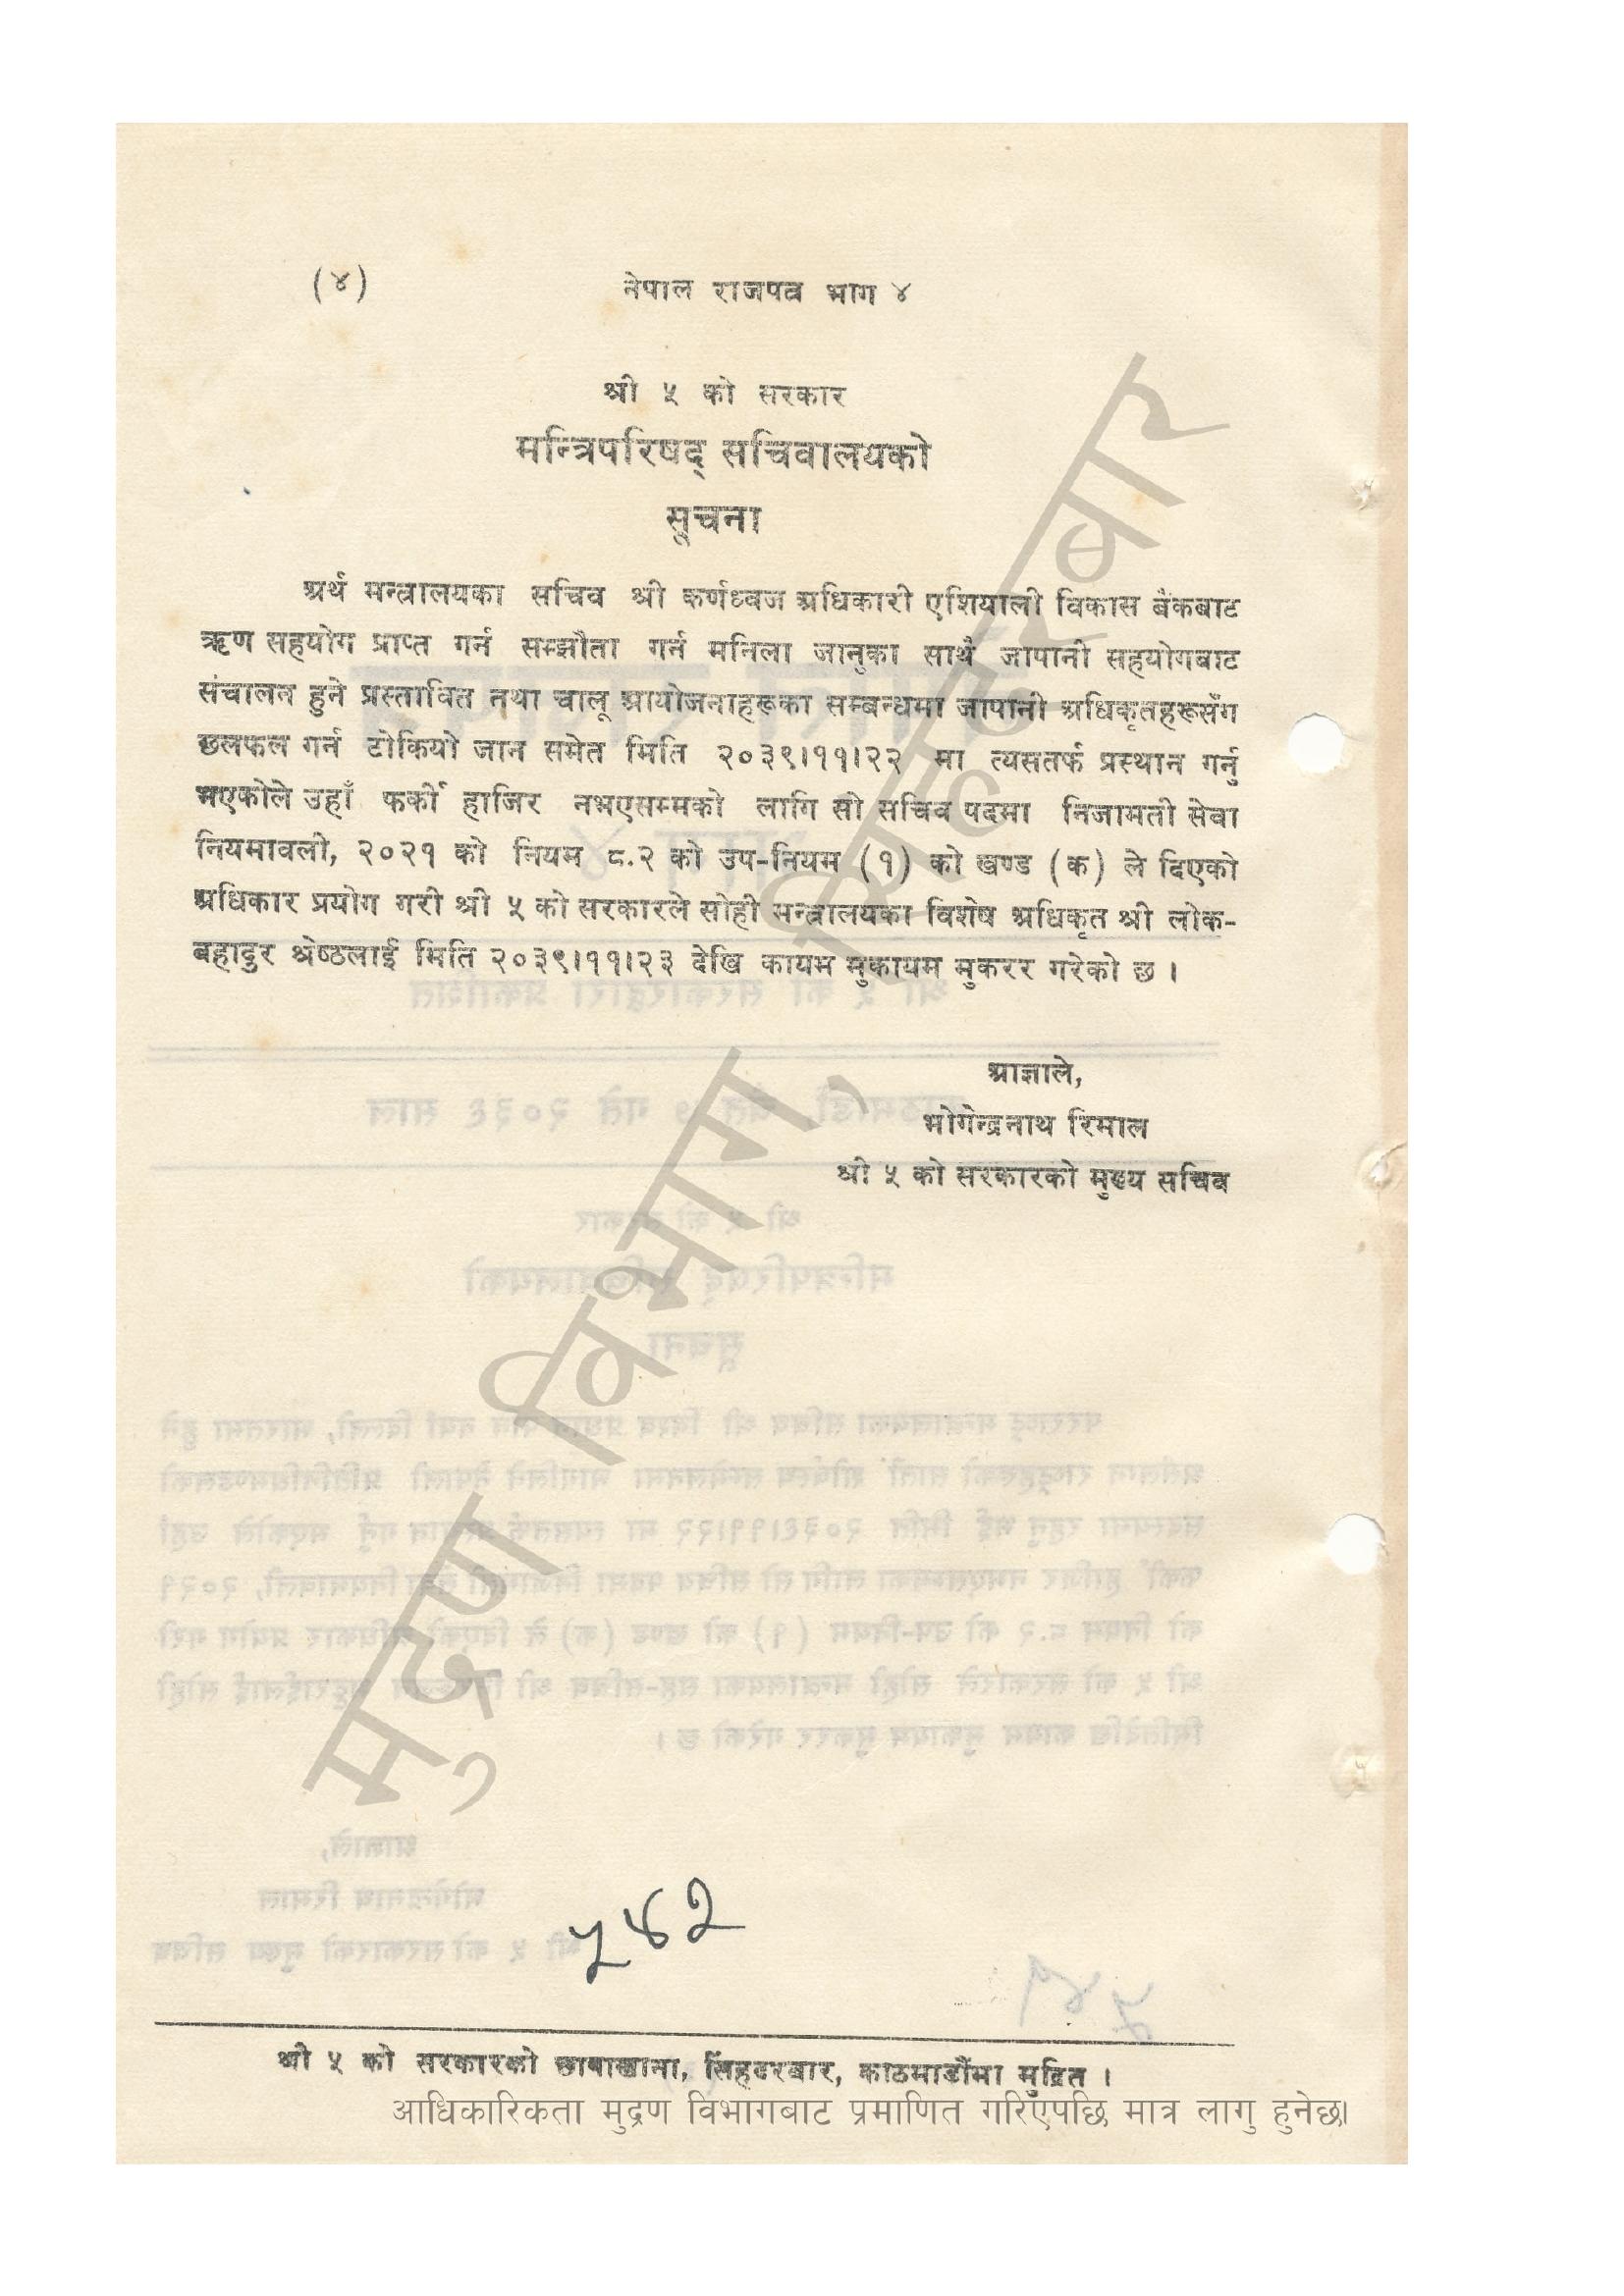 (४) नेपाल राजपत्र भाग ४
श्री ५ को सरकार
मन्त्रिपरिषद् सचिवालयको
सूचना
अर्थ मन्त्रालयका सचिव श्री कर्णध्वज अधिकारी एशियाली विकास बैंकबाट
ऋण सहयोग प्राप्त गर्न सम्झौता गर्न मनिला जानुका साथै जापानी सहयोगबाट
संचालन हुने प्रस्तावित तथा चालू आयोजनाहरूका सम्बन्धमा जापानी अधिकृतहरूसँग
छलफल गर्न टोकियो जान समेत मिति २०३९।११।२२ मा त्यसतर्फ प्रस्थान गर्नु
भएकोले उहाँ फर्की हाजिर नभएसम्मको लागि सो सचिव पदमा निजामती सेवा
नियमावली, २०२१ को नियम ८.२ को उप-नियम (१) को खण्ड (क) ले दिएको
अधिकार प्रयोग गरी श्री ५ को सरकारले सोही मन्त्रालयका विशेष अधिकृत श्री लोक-
बहादुर श्रेष्ठलाई मिति २०३९।११।२३ देखि कायम मुकायम मुकरर गरेको छ ।
आज्ञाले,
भोगेन्द्रनाथ रिमाल
श्री ५ को सरकारको मुख्य सचिव
मुद्रण विभाग, सिंहदरबार
५४२
श्री ५ को सरकारको छापाखाना, सिंहदरबार, काठमाडौंमा मुद्रित ।
आधिकारिकता मुद्रण विभागबाट प्रमाणित गरिएपछि मात्र लागु हुनेछ।